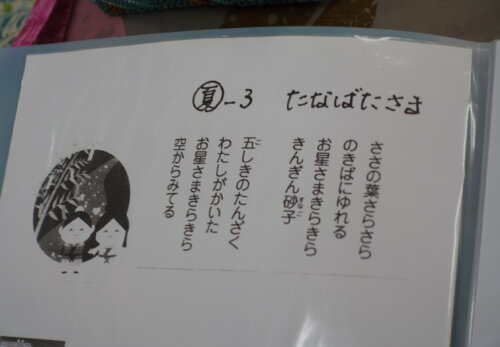 夏-3 たなばたさま
ささの葉さらさら
のきばにゆれる
お星さまきらきら
きんぎん砂子
五しきのたんざく
わたしがかいた
お星さまきらきら
空からみてる